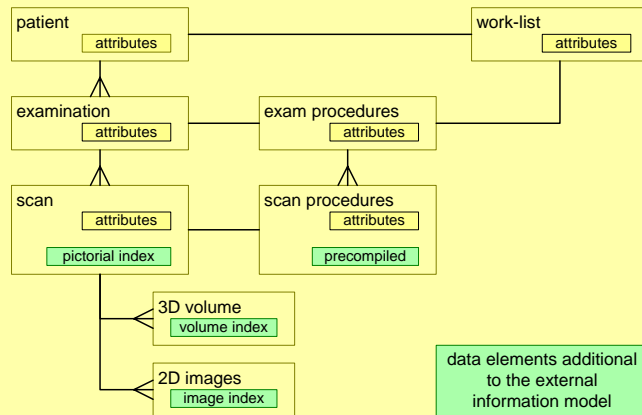 patient
attributes
work-list
attributes
examination
attributes
exam procedures
attributes
scan
attributes
pictorial index
scan procedures
attributes
precompiled
3D volume
volume index
2D images
image index
data elements additional
to the external
information model